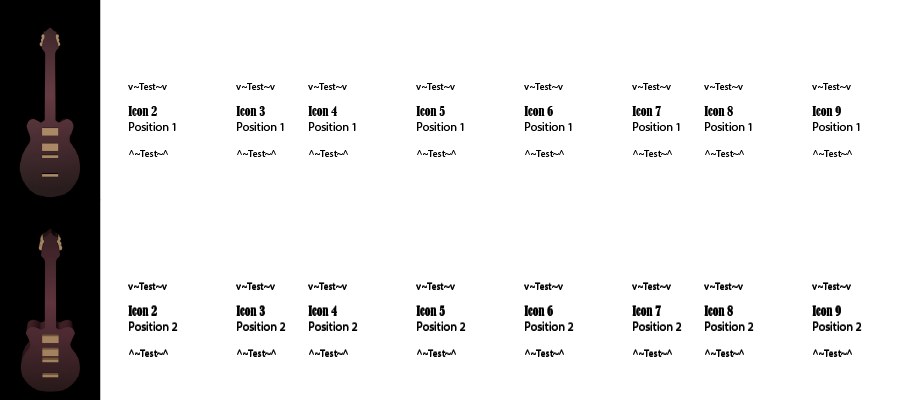 v~Test~v v~Test~v v~Test~v v~Test~v v~Test~v v~Test~v v~Test~v v~Test~v
Icon 2 Icon 3 Icon 4 Icon 5 Icon 6 Icon 7 Icon 8 Icon 9
Position 1 Position 1 Position 1 Position 1 Position 1 Position 1 Position 1 Position 1
^~Test~^ ^~Test~^ ^~Test~^ ^~Test~^ ^~Test~^ ^~Test~^ ^~Test~^ ^~Test~^
v~Test~v v~Test~v v~Test~v v~Test~v v~Test~v v~Test~v v~Test~v v~Test~v
Icon 2 Icon 3 Icon 4 Icon 5 Icon 6 Icon 7 Icon 8 Icon 9
Position 2 Position 2 Position 2 Position 2 Position 2 Position 2 Position 2 Position 2
^~Test~^ ^~Test~^ ^~Test~^ ^~Test~^ ^~Test~^ ^~Test~^ ^~Test~^ ^~Test~^